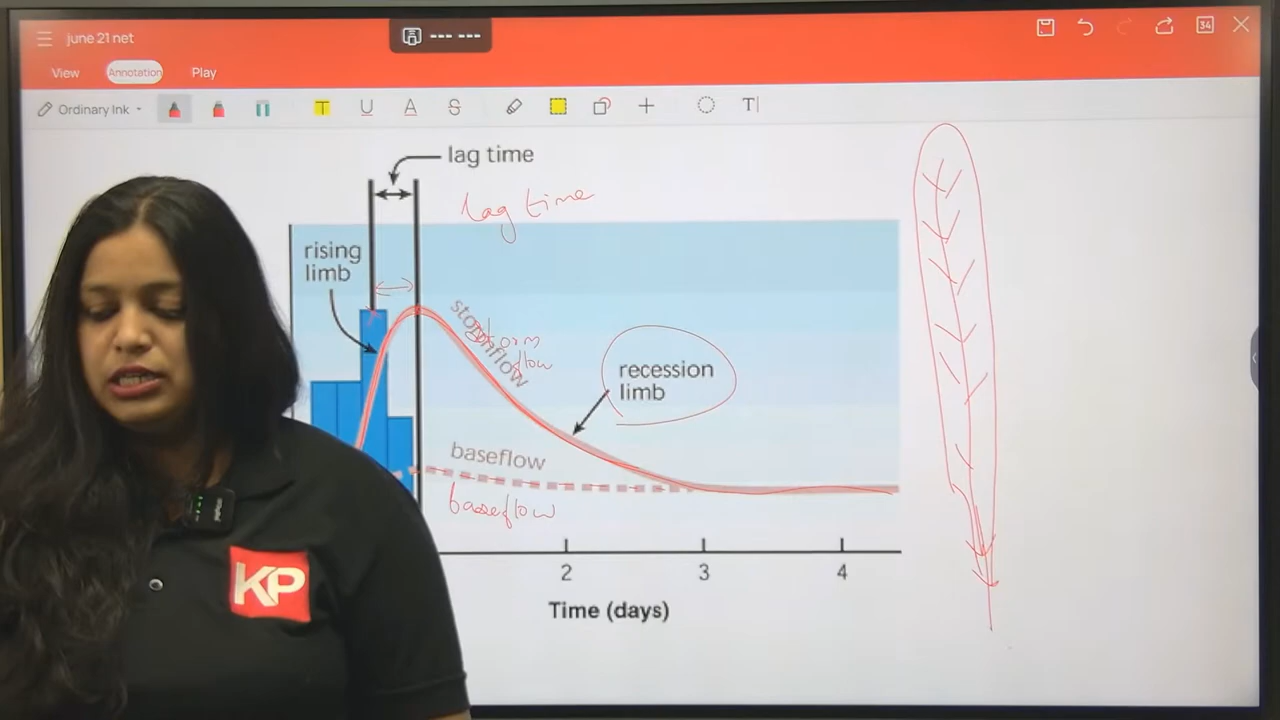 june 21 net
--- ---
34
View Annotation Play
Ordinary Ink T U A S T
lag time
lag time
rising
limb
stormflow
storm
flow
recession
limb
baseflow
baseflow
2 3 4
Time (days)
KP